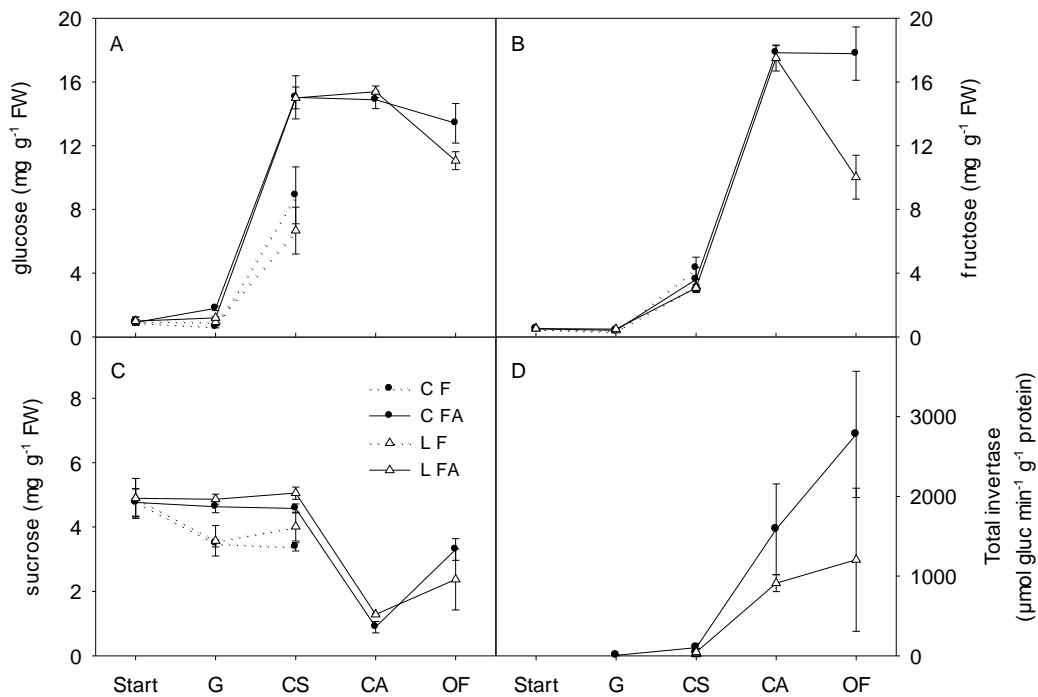 20
16
12
8
4
0
glucose (mg g⁻¹ FW)
A
B
20
16
12
8
4
0
fructose (mg g⁻¹ FW)
8
6
4
2
0
sucrose (mg g⁻¹ FW)
C
C F
C FA
L F
L FA
D
3000
2000
1000
0
Total invertase
(µmol gluc min⁻¹ g⁻¹ protein)
Start G CS CA OF
Start G CS CA OF